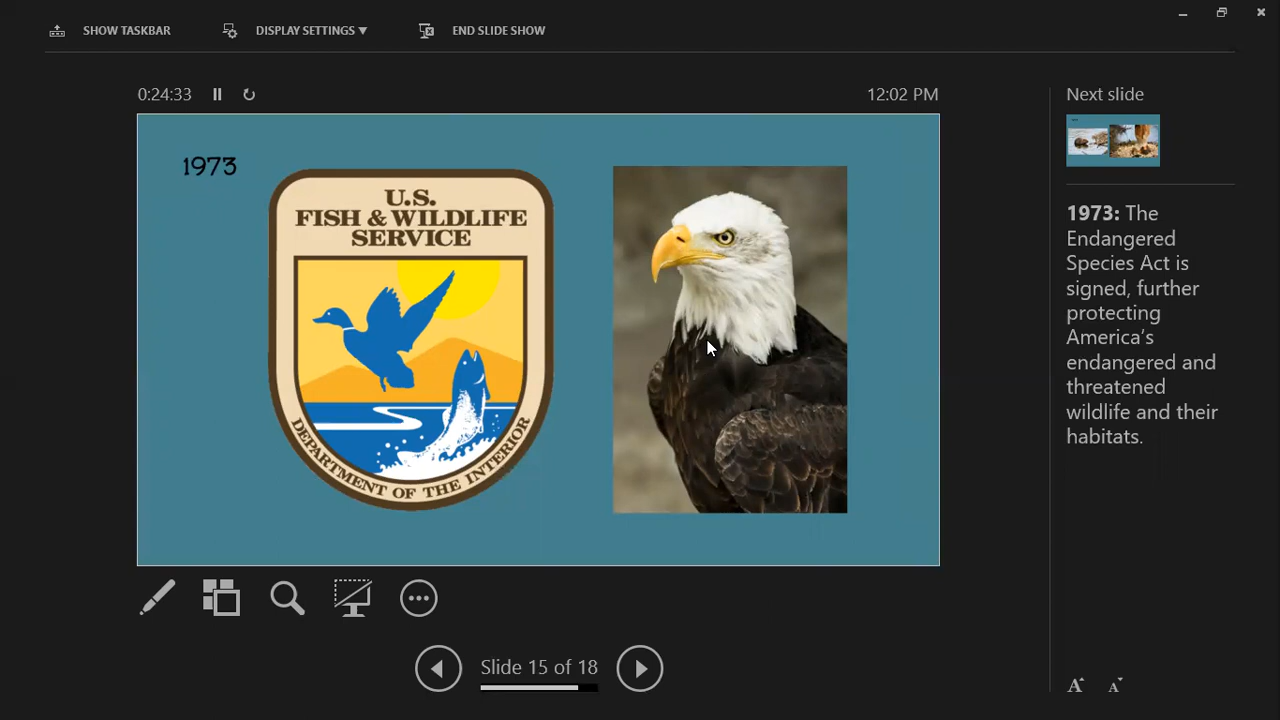 SHOW TASKBAR
DISPLAY SETTINGS ▼
END SLIDE SHOW
0:24:33
12:02 PM
1973
U.S.
FISH & WILDLIFE
SERVICE
DEPARTMENT OF THE INTERIOR
Next slide
1973: The
Endangered
Species Act is
signed, further
protecting
America's
endangered and
threatened
wildlife and their
habitats.
Slide 15 of 18
A
A